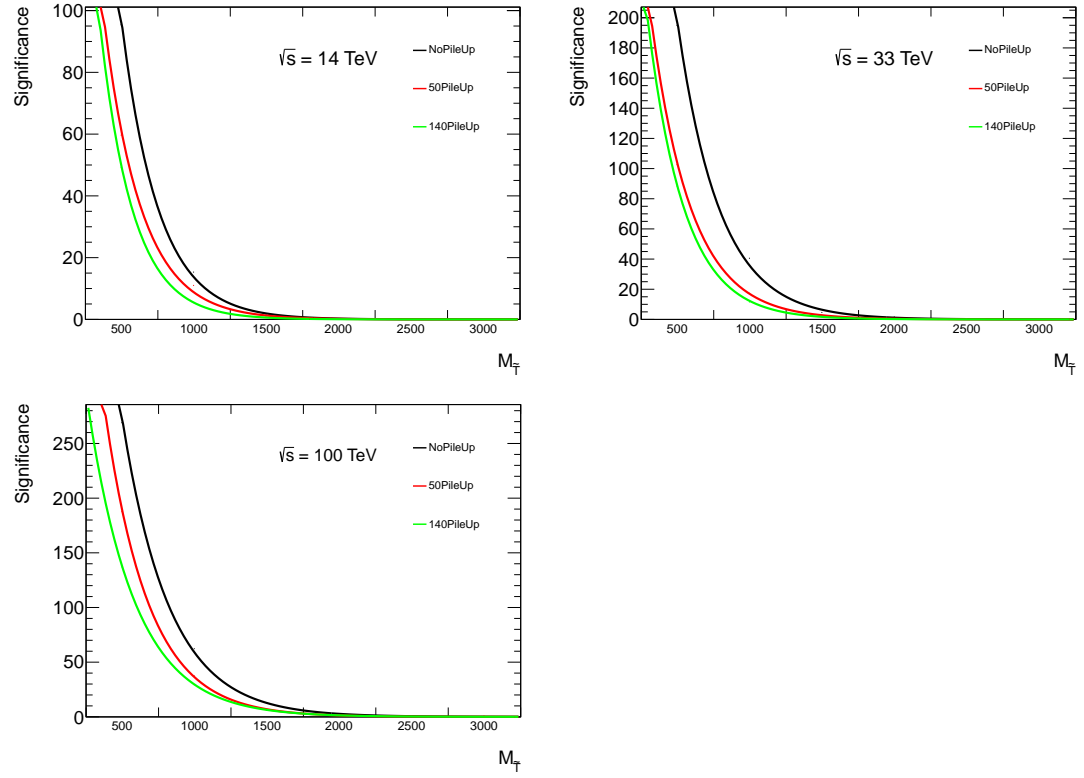 Significance
100
80
60
40
20
0
√s = 14 TeV
NoPileUp
50PileUp
140PileUp
500 1000 1500 2000 2500 3000
M_T̃
Significance
200
180
160
140
120
100
80
60
40
20
0
√s = 33 TeV
NoPileUp
50PileUp
140PileUp
500 1000 1500 2000 2500 3000
M_T̃
Significance
250
200
150
100
50
0
√s = 100 TeV
NoPileUp
50PileUp
140PileUp
500 1000 1500 2000 2500 3000
M_T̃